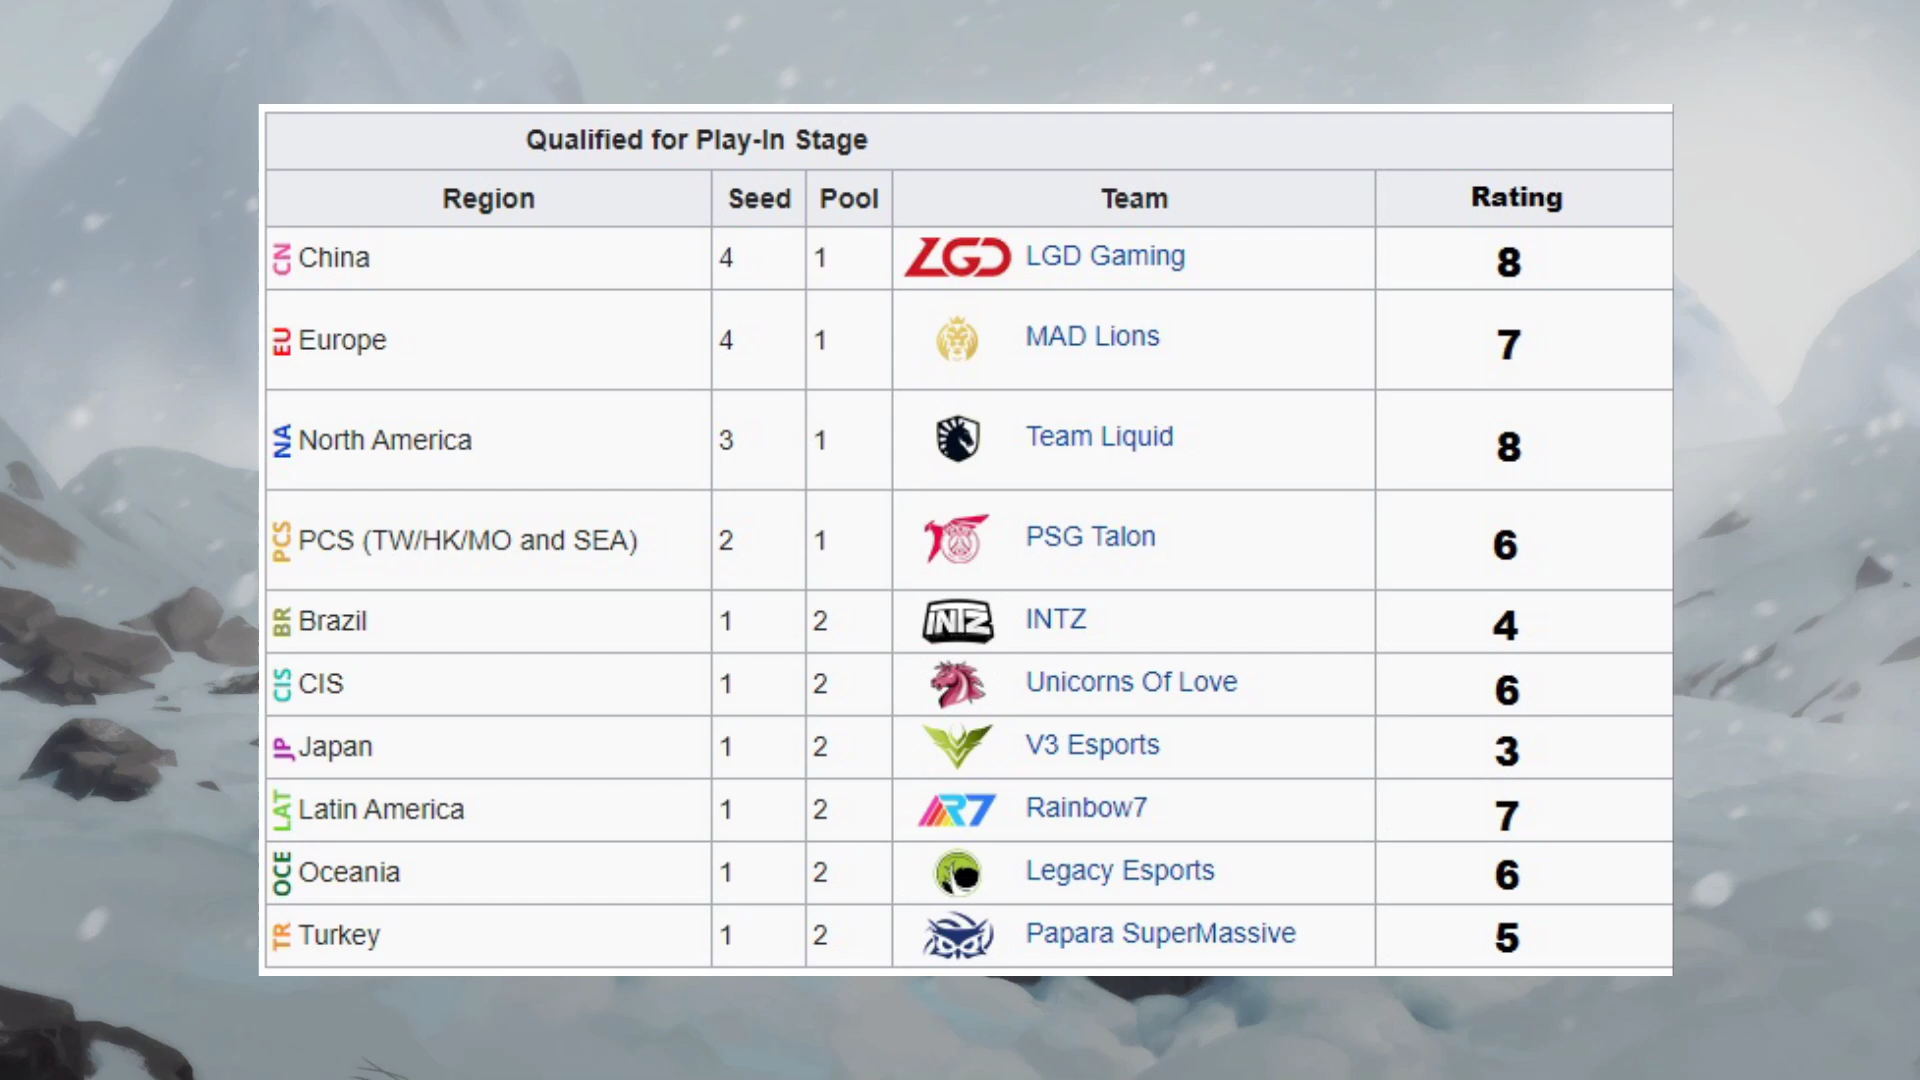 Qualified for Play-In Stage
Region Seed Pool Team Rating
CN China 4 1 LGD LGD Gaming 8
EU Europe 4 1 MAD Lions 7
NA North America 3 1 Team Liquid 8
PCS PCS (TW/HK/MO and SEA) 2 1 PSG Talon 6
BR Brazil 1 2 INTZ INTZ 4
CIS CIS 1 2 Unicorns Of Love 6
JP Japan 1 2 V3 Esports 3
LAT Latin America 1 2 R7 Rainbow7 7
OCE Oceania 1 2 Legacy Esports 6
TR Turkey 1 2 Papara SuperMassive 5